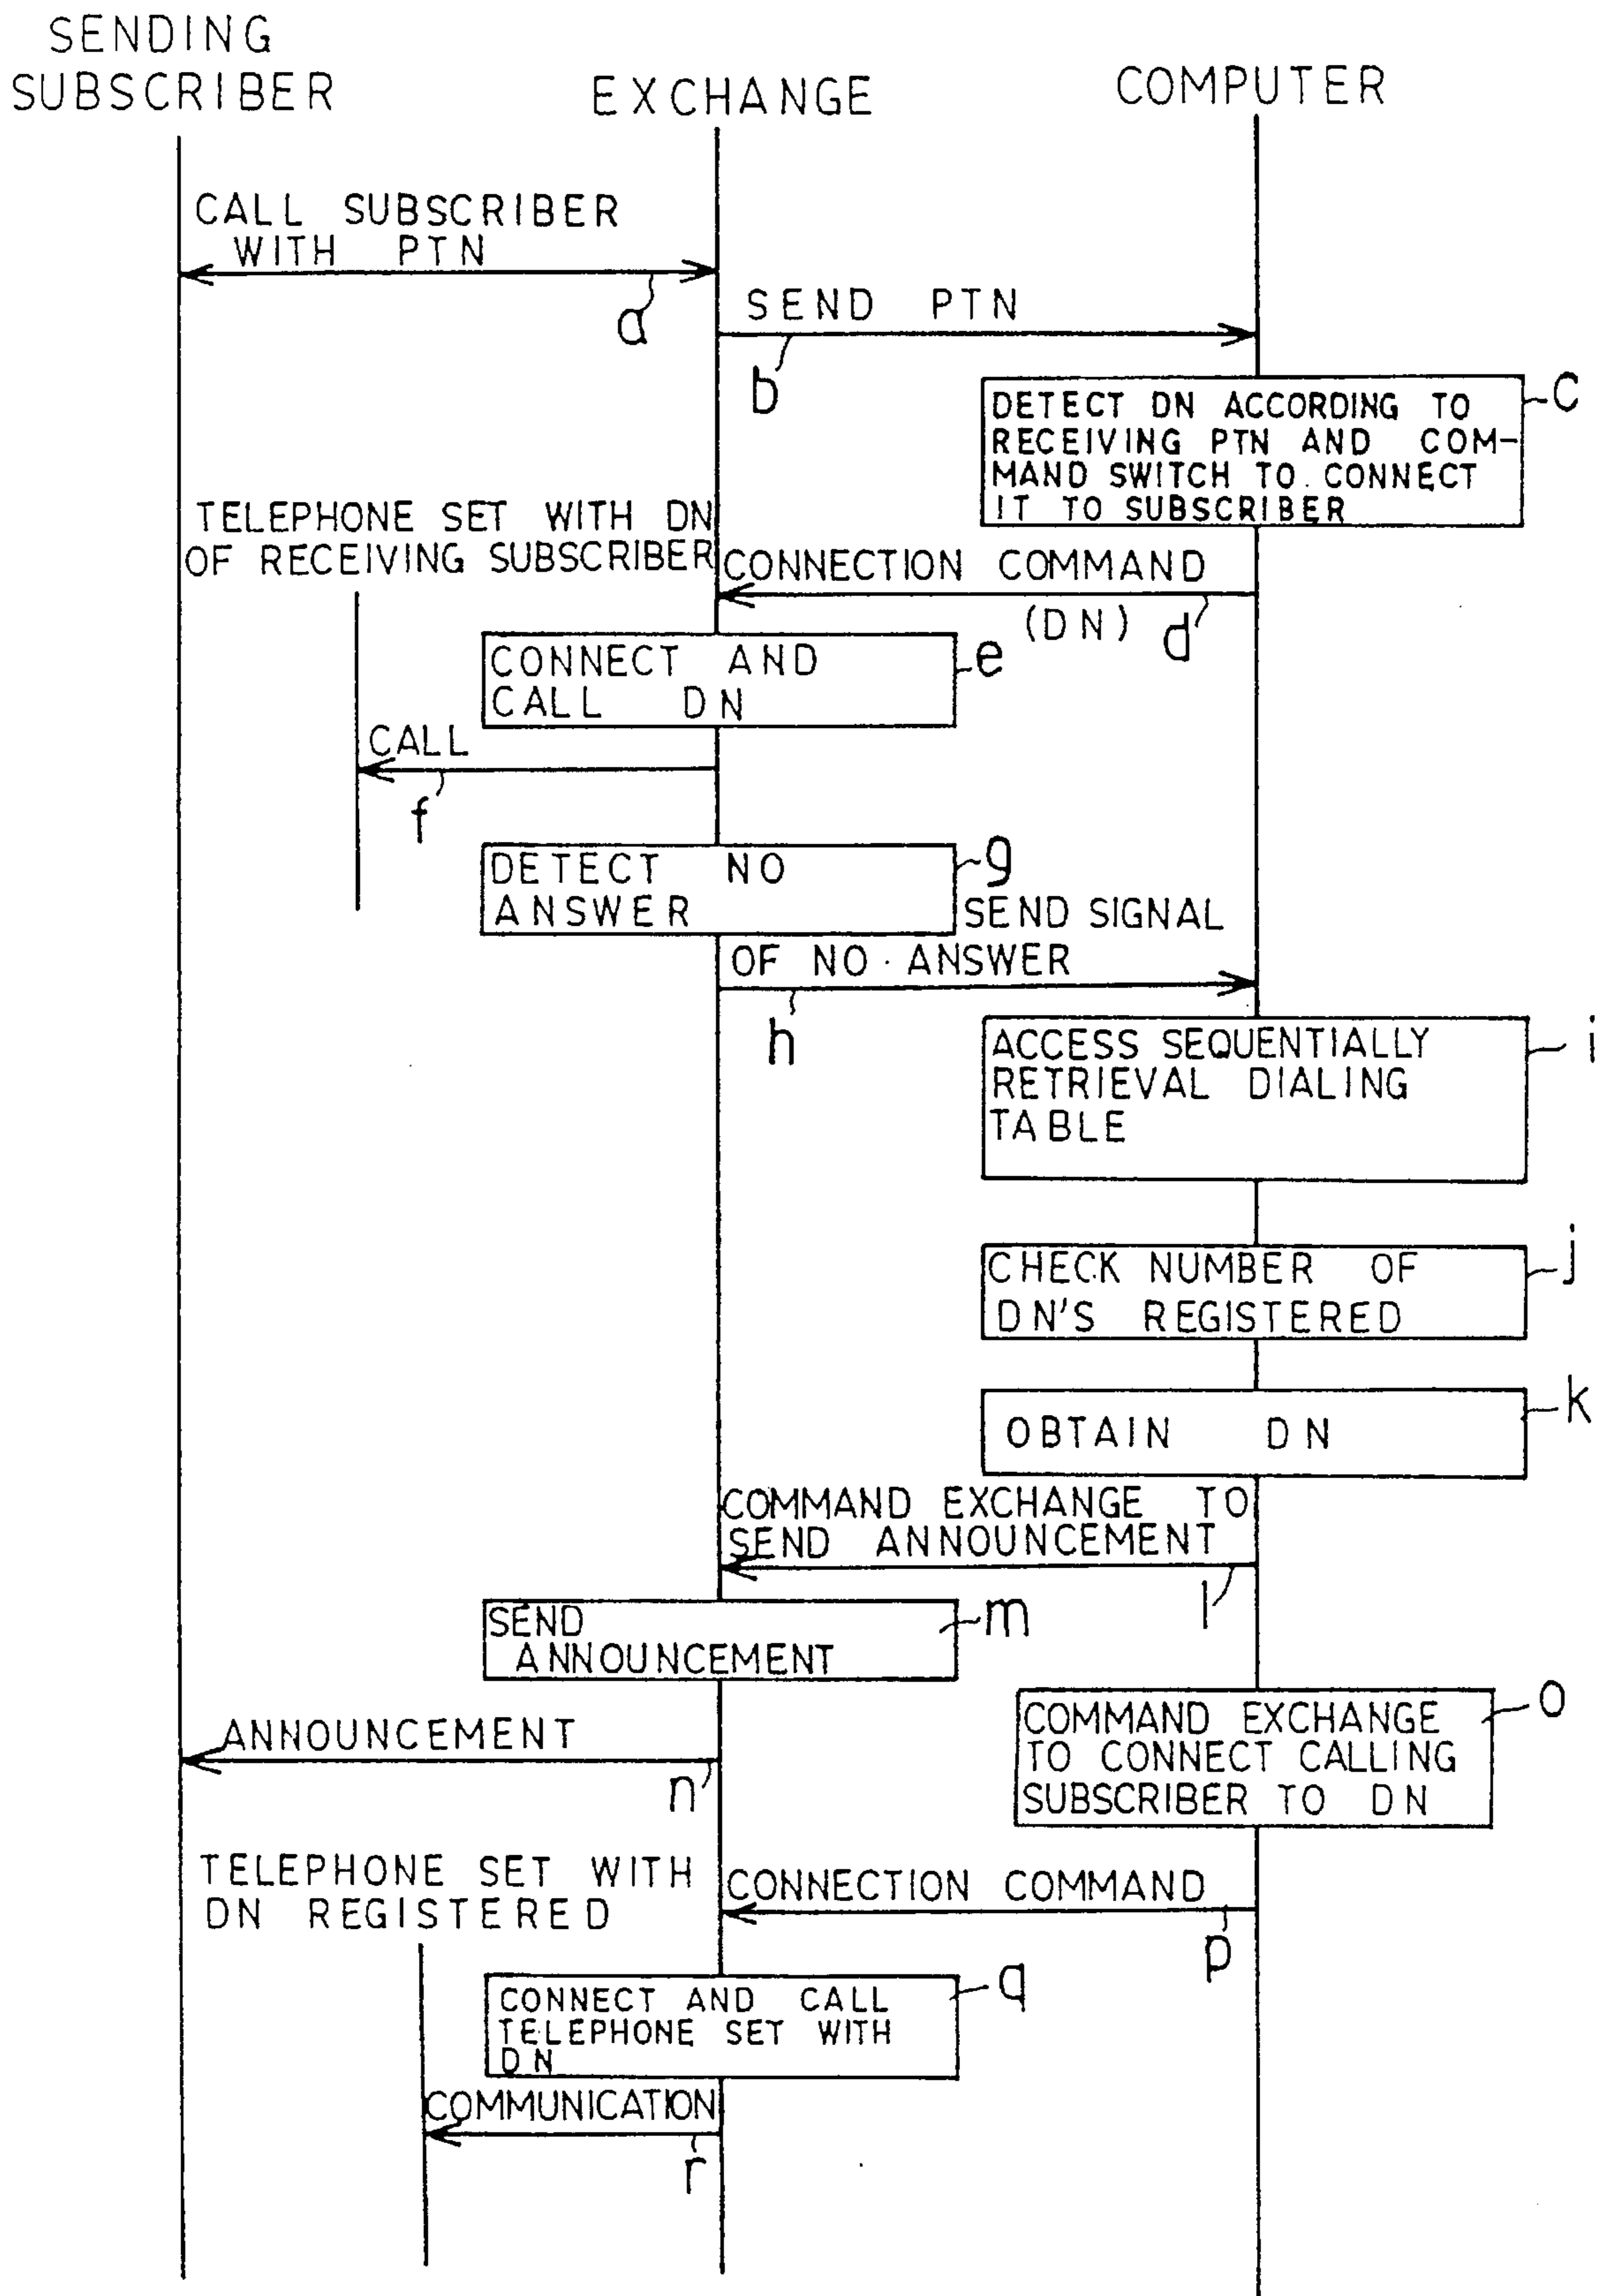 SENDING
SUBSCRIBER
EXCHANGE
COMPUTER
CALL SUBSCRIBER
WITH PTN
a
SEND PTN
b
DETECT DN ACCORDING TO
RECEIVING PTN AND COM-
MAND SWITCH TO CONNECT
IT TO SUBSCRIBER
c
TELEPHONE SET WITH DN
OF RECEIVING SUBSCRIBER
CONNECTION COMMAND
(DN)
d
CONNECT AND
CALL DN
e
CALL
f
DETECT NO
ANSWER
g
SEND SIGNAL
OF NO ANSWER
h
ACCESS SEQUENTIALLY
RETRIEVAL DIALING
TABLE
i
CHECK NUMBER OF
DN'S REGISTERED
j
OBTAIN DN
k
COMMAND EXCHANGE TO
SEND ANNOUNCEMENT
l
SEND
ANNOUNCEMENT
m
ANNOUNCEMENT
n
COMMAND EXCHANGE
TO CONNECT CALLING
SUBSCRIBER TO DN
o
TELEPHONE SET WITH
DN REGISTERED
CONNECTION COMMAND
p
CONNECT AND CALL
TELEPHONE SET WITH
DN
q
COMMUNICATION
r